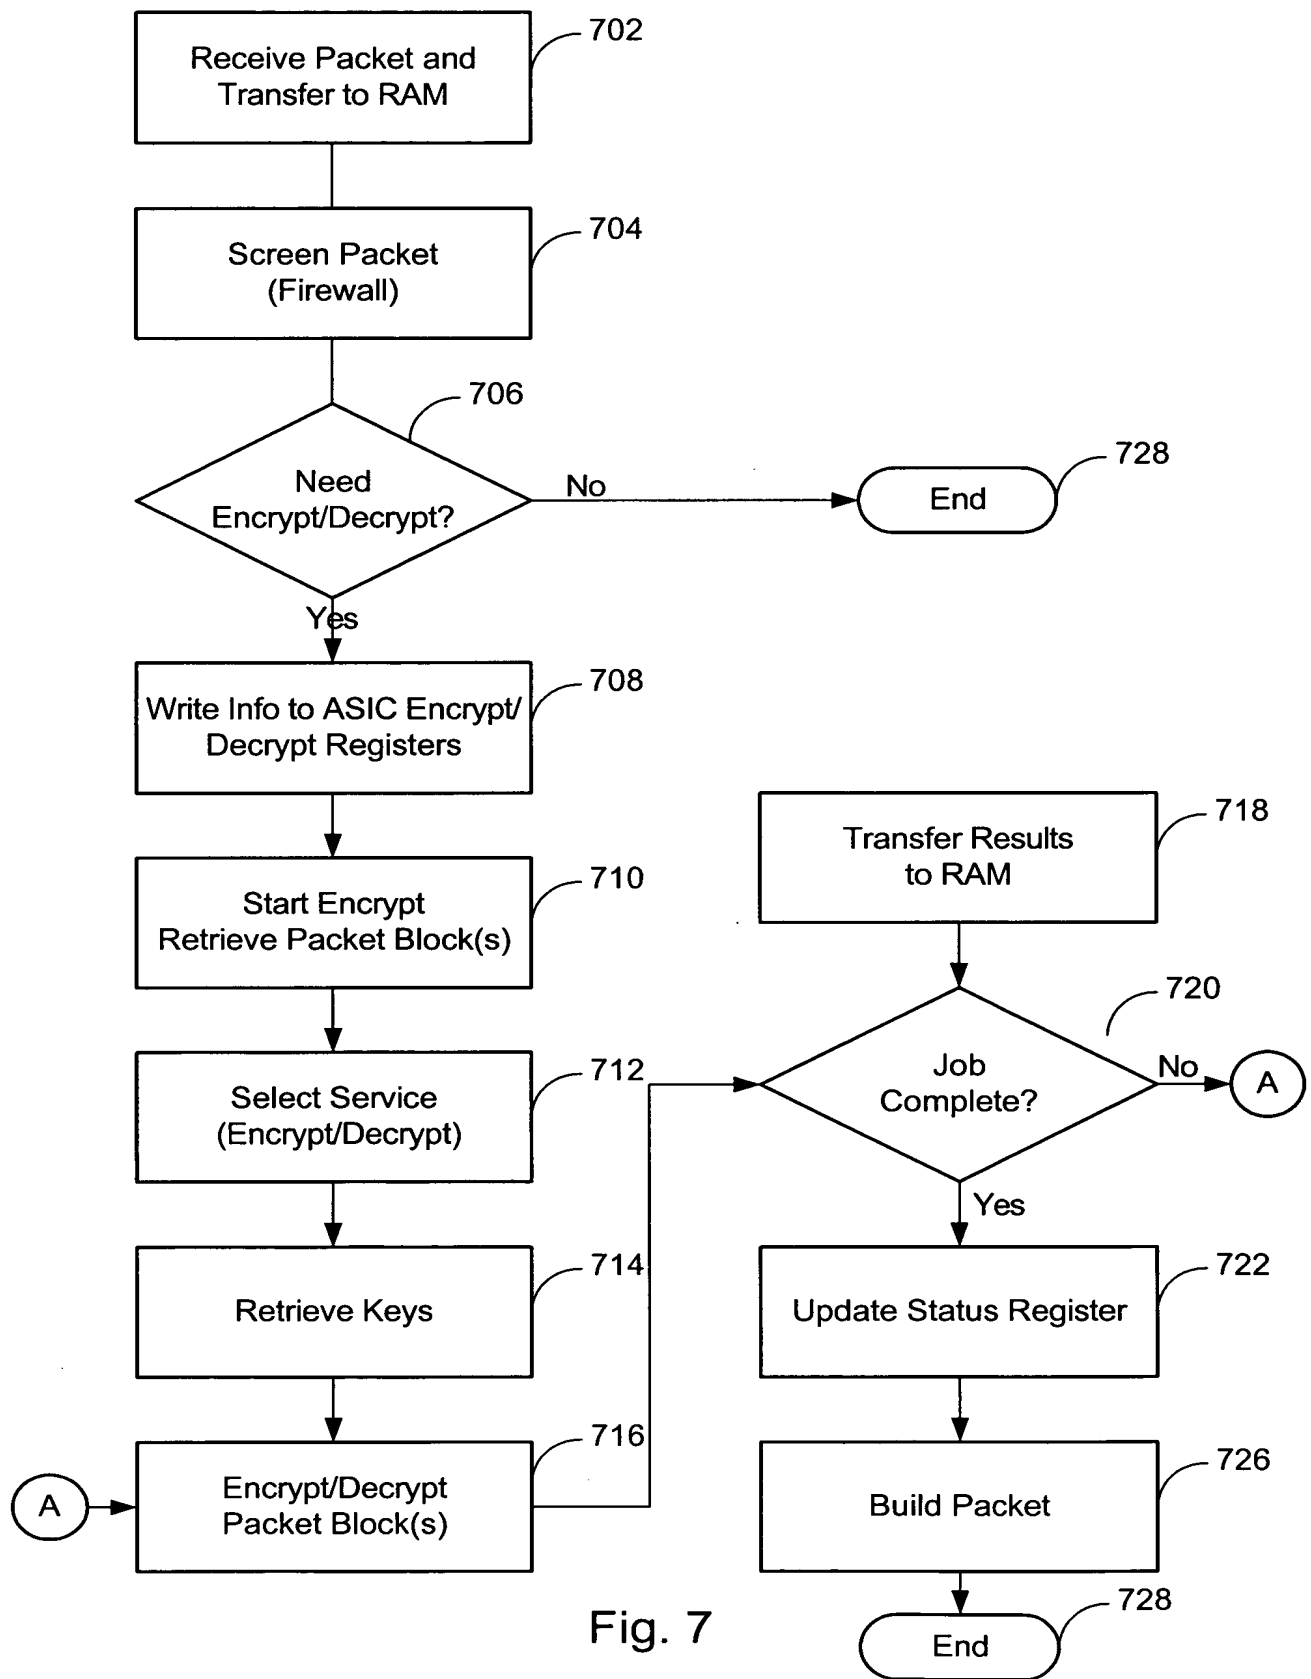 702
Receive Packet and
Transfer to RAM
704
Screen Packet
(Firewall)
706
Need
Encrypt/Decrypt?
No
728
End
Yes
708
Write Info to ASIC Encrypt/
Decrypt Registers
710
Start Encrypt
Retrieve Packet Block(s)
712
Select Service
(Encrypt/Decrypt)
714
Retrieve Keys
716
A
Encrypt/Decrypt
Packet Block(s)
718
Transfer Results
to RAM
720
Job
Complete?
No
A
Yes
722
Update Status Register
726
Build Packet
728
End
Fig. 7